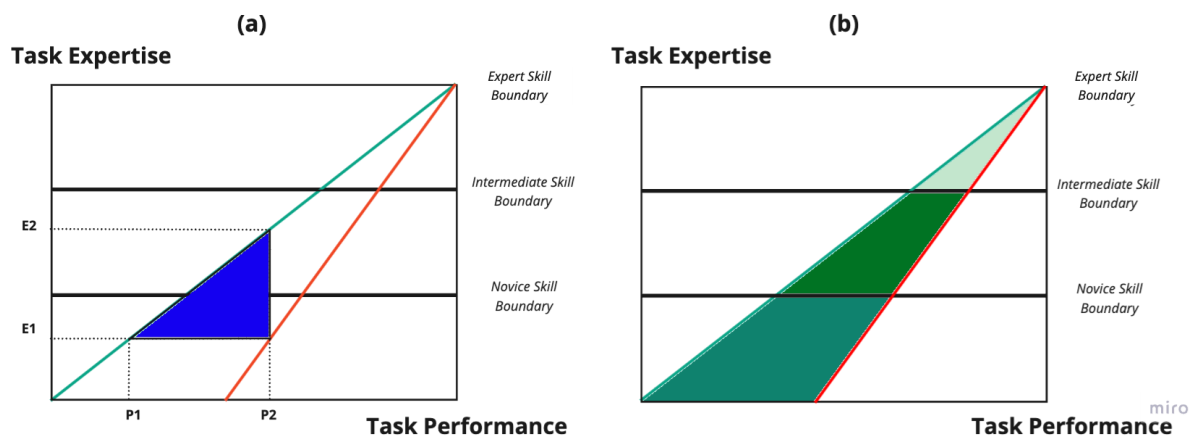 (a)
Task Expertise
Expert Skill
Boundary
Intermediate Skill
Boundary
E2
Novice Skill
Boundary
E1
P1
P2
Task Performance
(b)
Task Expertise
Expert Skill
Boundary
Intermediate Skill
Boundary
Novice Skill
Boundary
Task Performance
miro